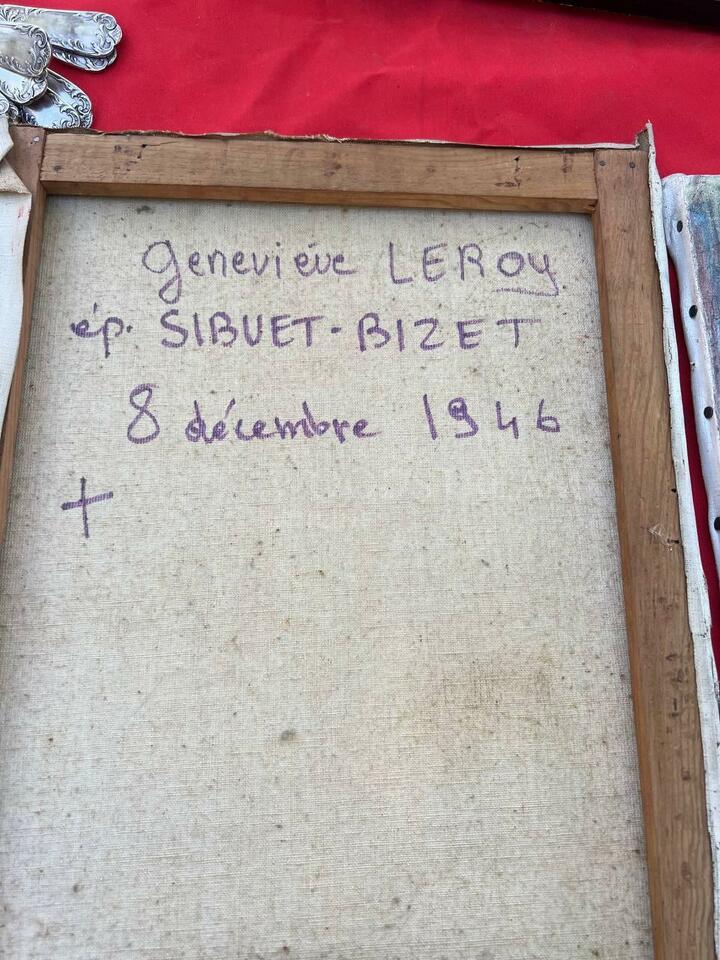 Geneviève LEROY
ép. SIBUET-BIZET
8 décembre 1946
+